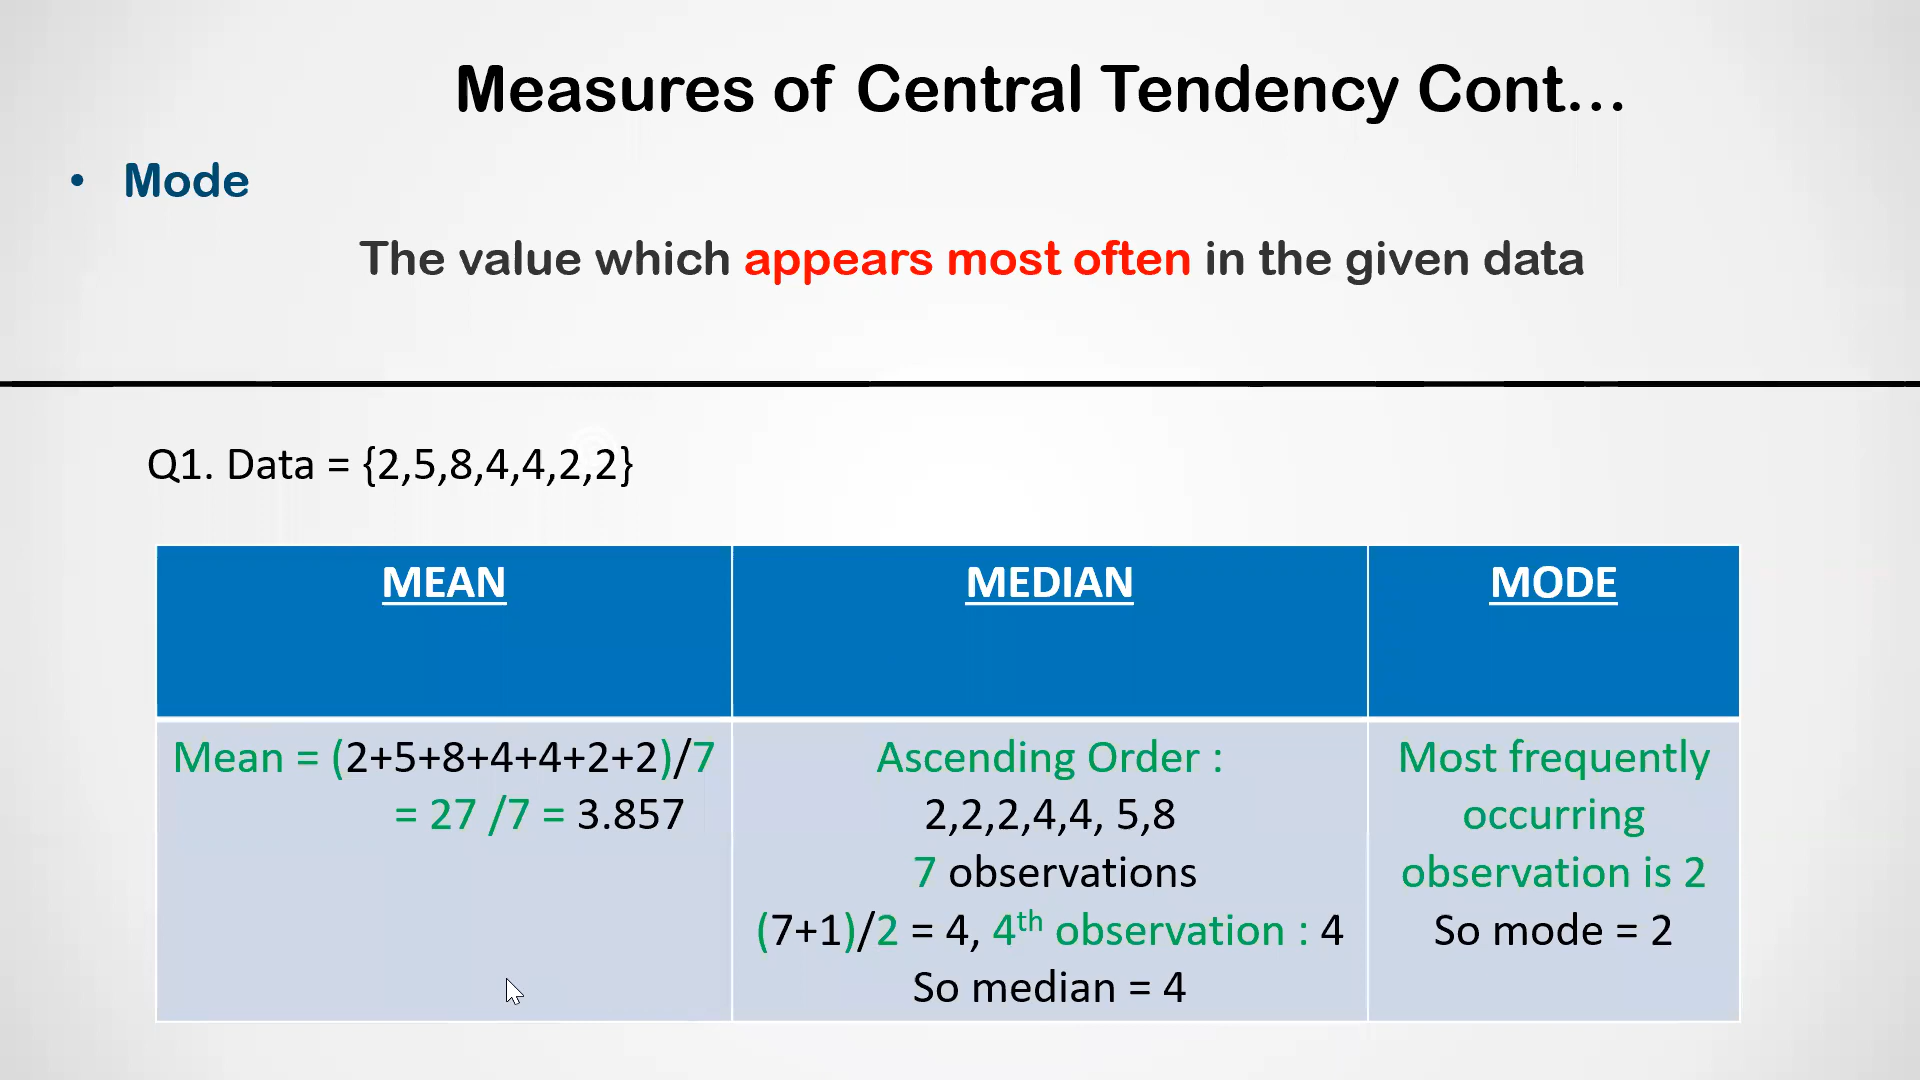 Measures of Central Tendency Cont...
• Mode
The value which appears most often in the given data
Q1. Data = {2,5,8,4,4,2,2}
MEAN
MEDIAN
MODE
Mean = (2+5+8+4+4+2+2)/7
= 27 /7 = 3.857
Ascending Order :
2,2,2,4,4, 5,8
7 observations
(7+1)/2 = 4, 4th observation : 4
So median = 4
Most frequently
occurring
observation is 2
So mode = 2